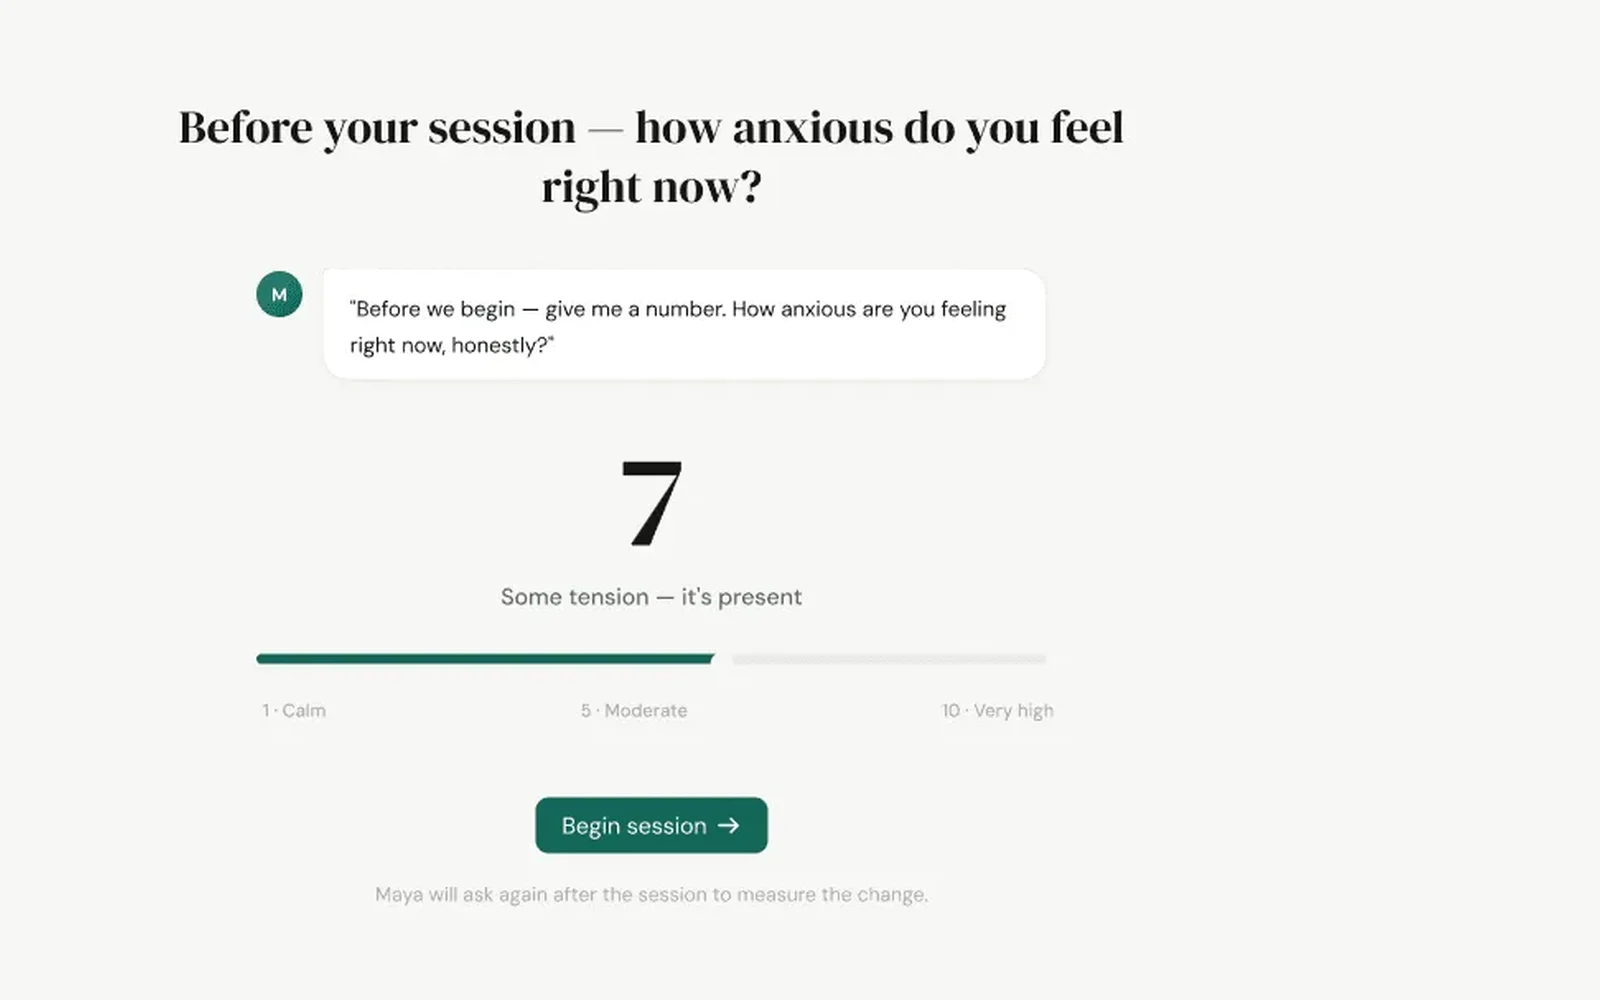 Before your session — how anxious do you feel
right now?
M
"Before we begin — give me a number. How anxious are you feeling
right now, honestly?"
7
Some tension — it's present
1 · Calm
5 · Moderate
10 · Very high
Begin session →
Maya will ask again after the session to measure the change.